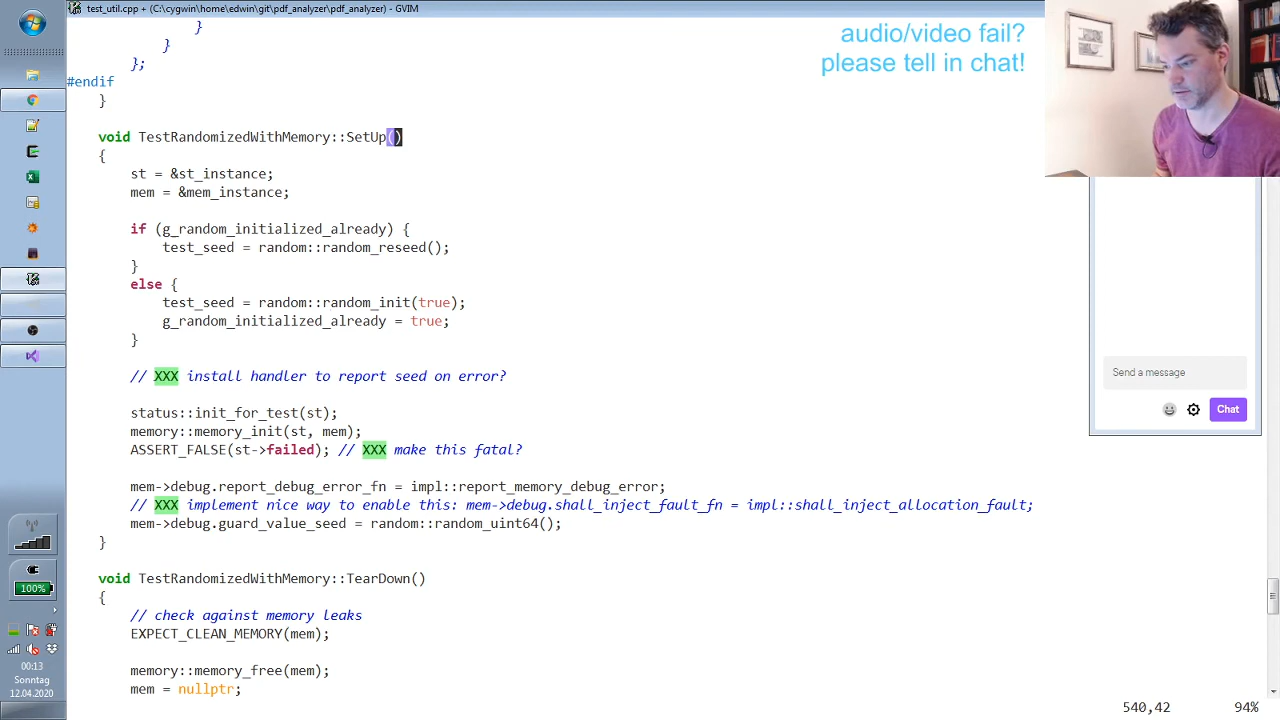 test_util.cpp + (C:\cygwin\home\edwin\git\pdf_analyzer\pdf_analyzer) - GVIM
audio/video fail?
please tell in chat!
}
}
};
#endif
}
void TestRandomizedWithMemory::SetUp()
{
st = &st_instance;
mem = &mem_instance;
if (g_random_initialized_already) {
test_seed = random::random_reseed();
}
else {
test_seed = random::random_init(true);
g_random_initialized_already = true;
}
// XXX install handler to report seed on error?
status::init_for_test(st);
memory::memory_init(st, mem);
ASSERT_FALSE(st->failed); // XXX make this fatal?
mem->debug.report_debug_error_fn = impl::report_memory_debug_error;
// XXX implement nice way to enable this: mem->debug.shall_inject_fault_fn = impl::shall_inject_allocation_fault;
mem->debug.guard_value_seed = random::random_uint64();
}
void TestRandomizedWithMemory::TearDown()
{
// check against memory leaks
EXPECT_CLEAN_MEMORY(mem);
memory::memory_free(mem);
mem = nullptr;
540,42 94%
Send a message
Chat
100%
00:13
Sonntag
12.04.2020